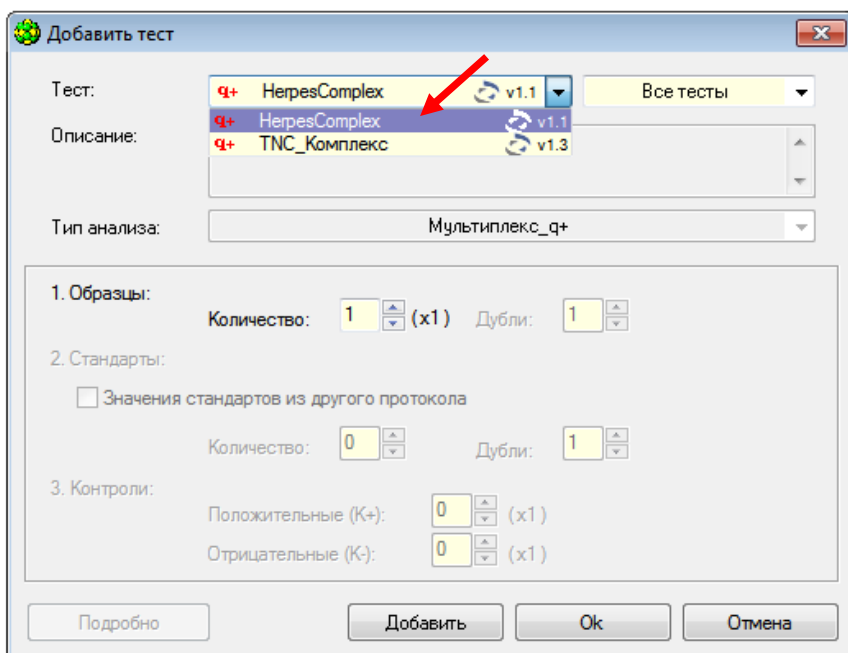 Добавить тест
Тест: q+ HerpesComplex v1.1 Все тесты
q+ HerpesComplex v1.1
Описание: q+ TNC_Комплекс v1.3
Тип анализа: Мультиплекс_q+
1. Образцы:
Количество: 1 (x1) Дубли: 1
2. Стандарты:
Значения стандартов из другого протокола
Количество: 0 Дубли: 1
3. Контроли:
Положительные (К+): 0 (x1)
Отрицательные (К-): 0 (x1)
Подробно Добавить Ok Отмена